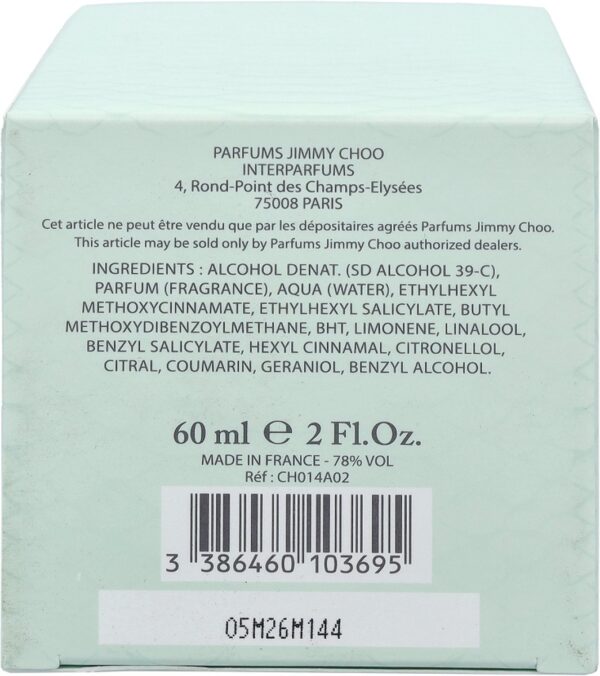 PARFUMS JIMMY CHOO
INTERPARFUMS
4, Rond-Point des Champs-Elysées
75008 PARIS
Cet article ne peut être vendu que par les dépositaires agréés Parfums Jimmy Choo.
This article may be sold only by Parfums Jimmy Choo authorized dealers.
INGREDIENTS : ALCOHOL DENAT. (SD ALCOHOL 39-C),
PARFUM (FRAGRANCE), AQUA (WATER), ETHYLHEXYL
METHOXYCINNAMATE, ETHYLHEXYL SALICYLATE, BUTYL
METHOXYDIBENZOYLMETHANE, BHT, LIMONENE, LINALOOL,
BENZYL SALICYLATE, HEXYL CINNAMAL, CITRONELLOL,
CITRAL, COUMARIN, GERANIOL, BENZYL ALCOHOL.
60 ml ℮ 2 Fl.Oz.
MADE IN FRANCE - 78% VOL
Réf : CH014A02
3 386460 103695
05M26M144